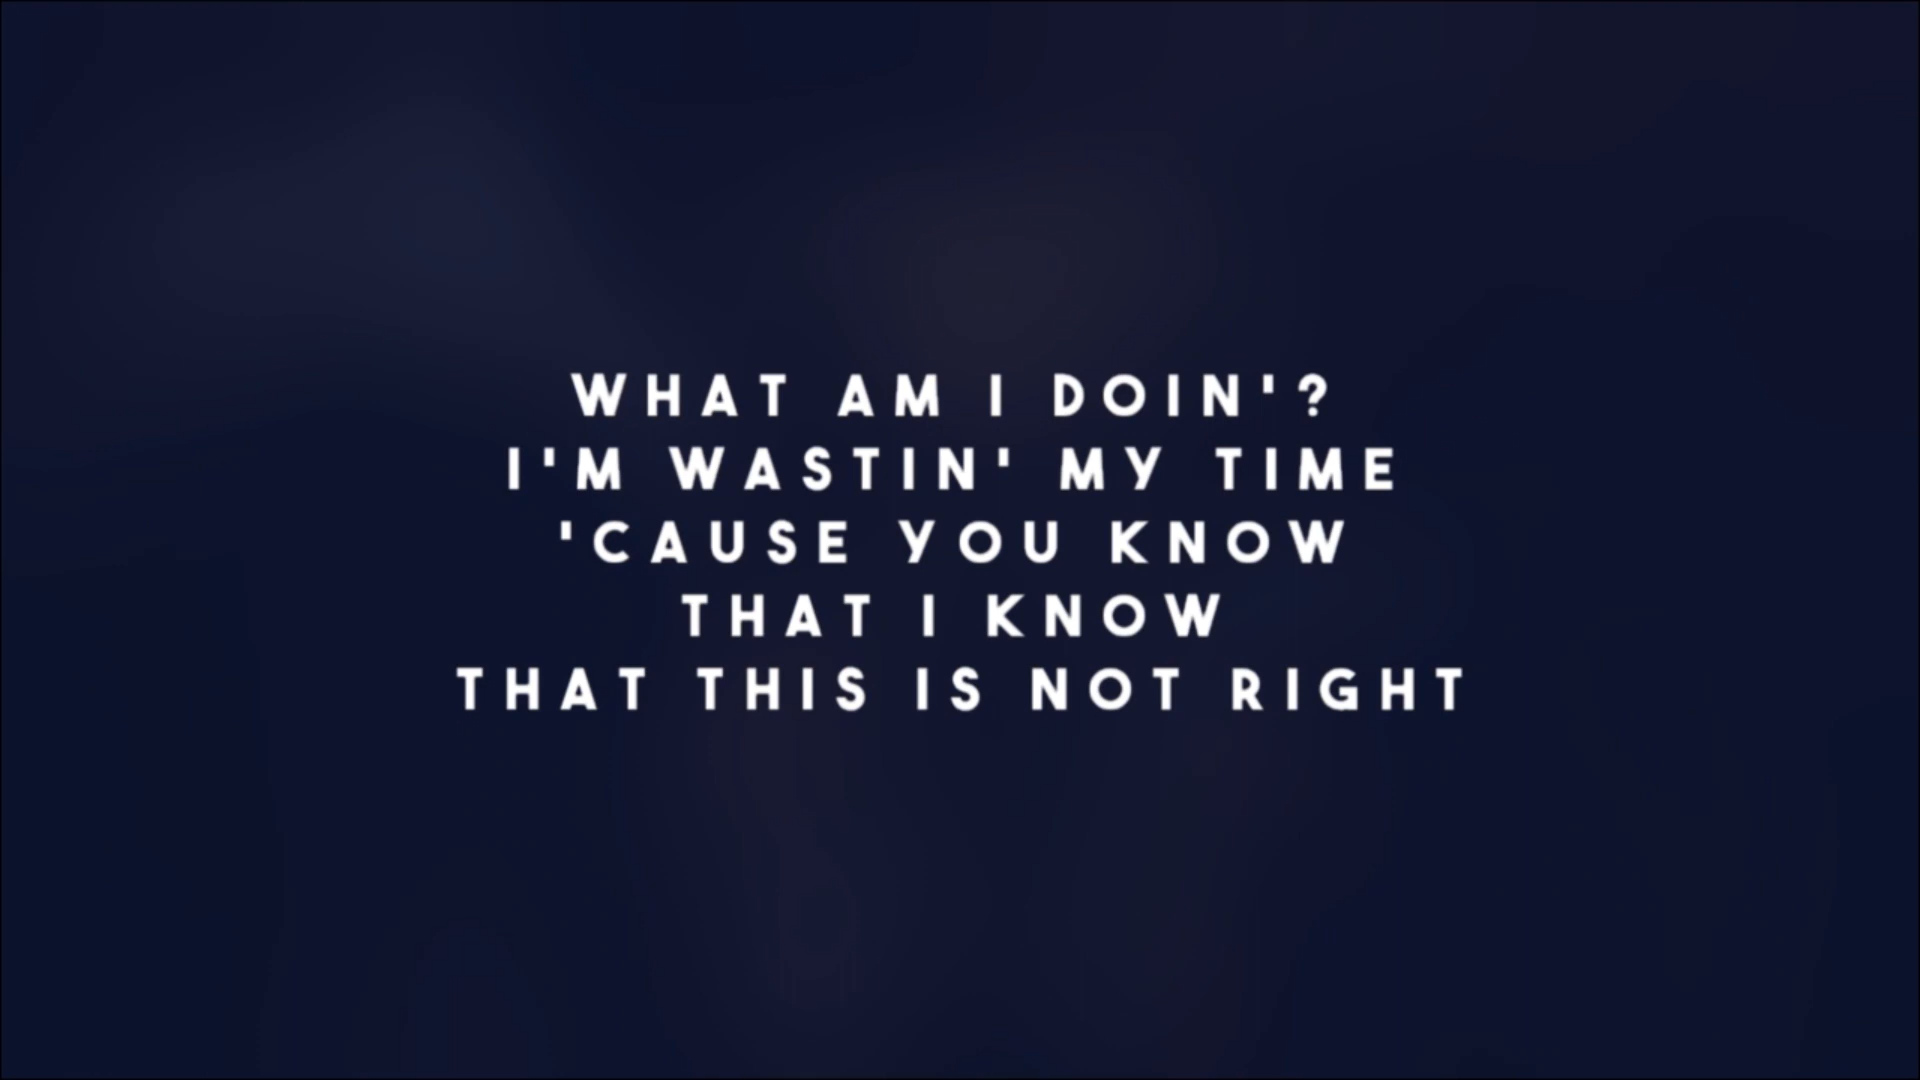 WHAT AM I DOIN'?
I'M WASTIN' MY TIME
'CAUSE YOU KNOW
THAT I KNOW
THAT THIS IS NOT RIGHT